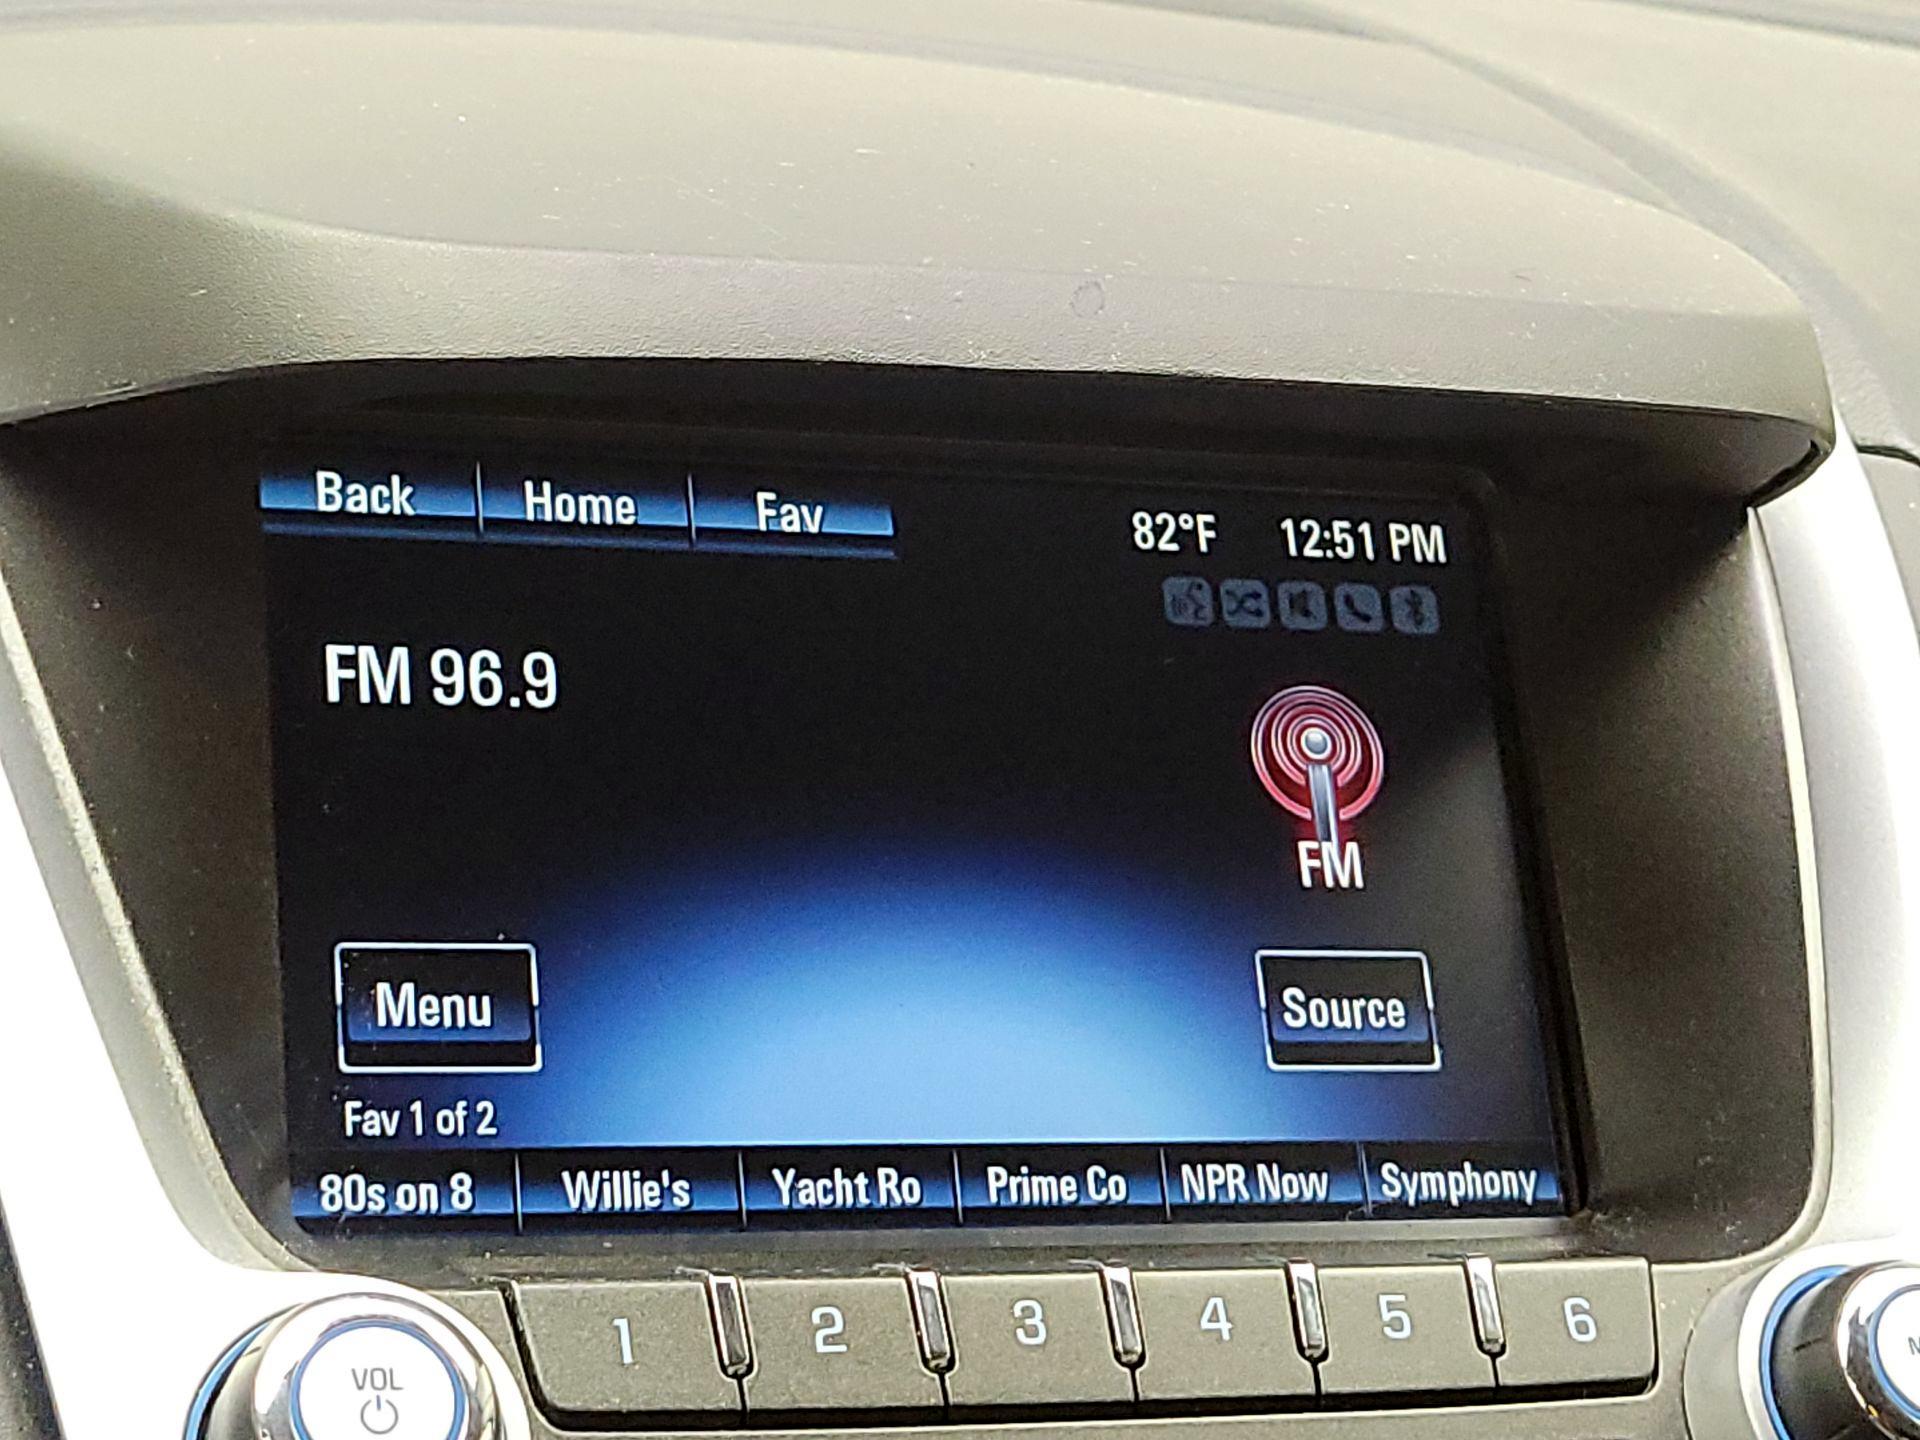 Back Home Fav
82°F 12:51 PM
FM 96.9
FM
Menu Source
Fav 1 of 2
80s on 8 Willie's Yacht Ro Prime Co NPR Now Symphony
1 2 3 4 5 6
VOL